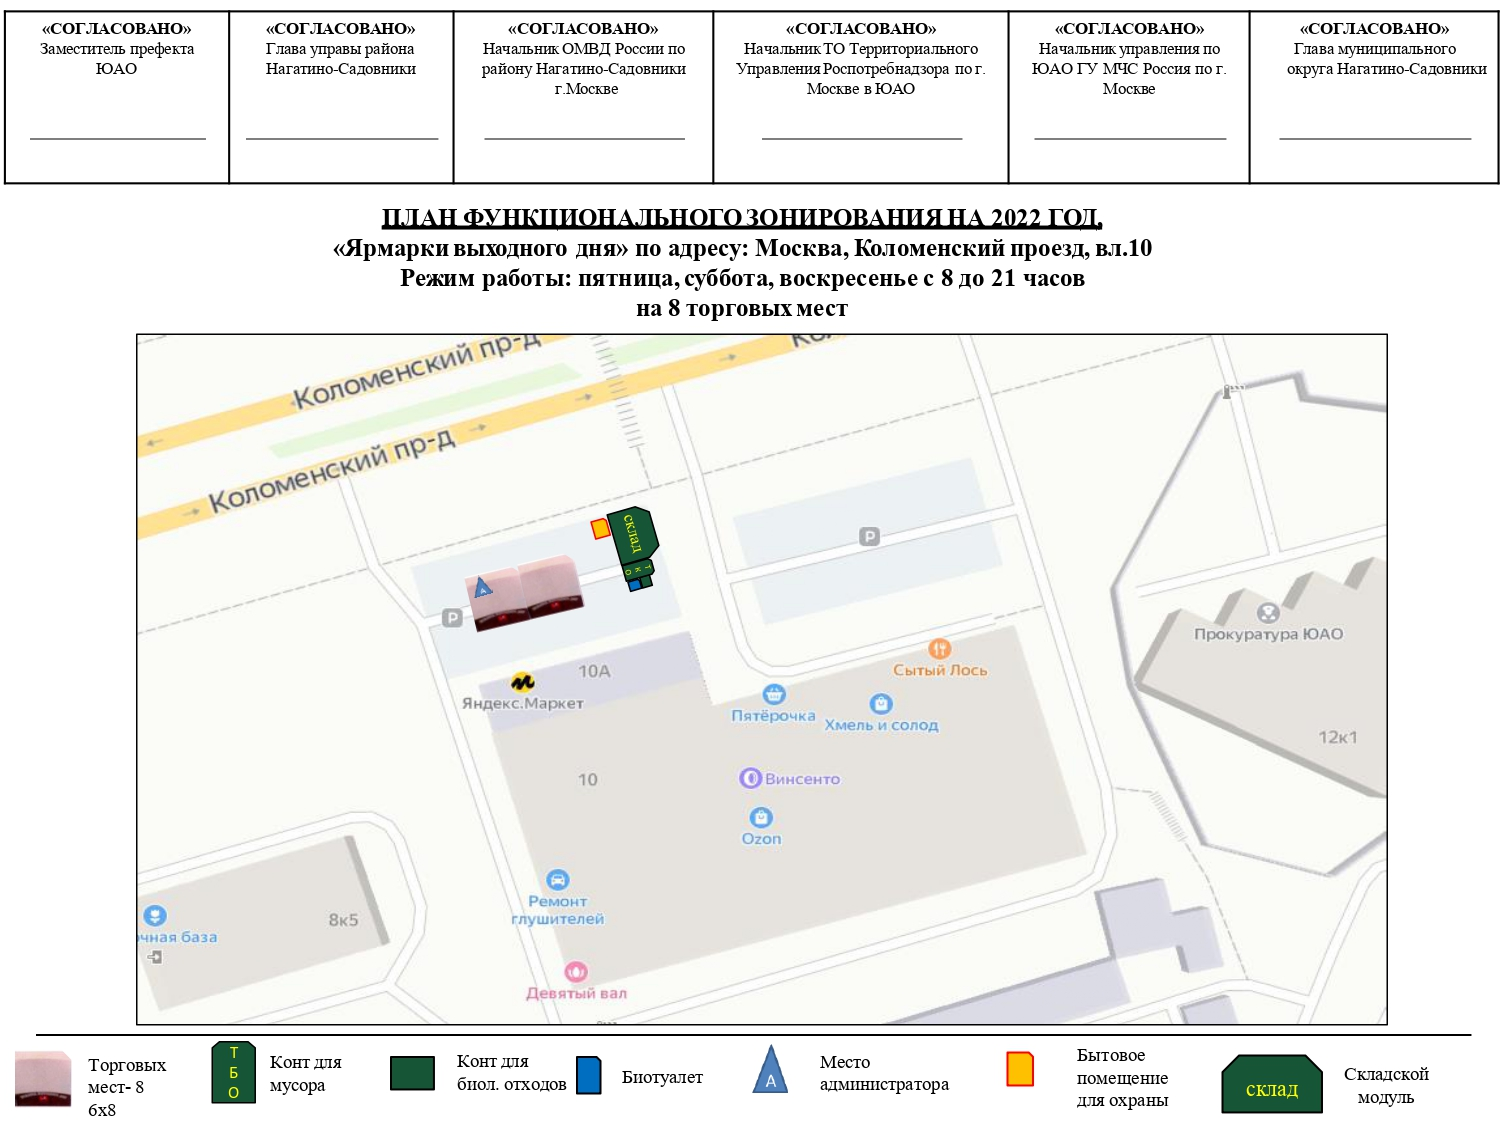 «СОГЛАСОВАНО»
Заместитель префекта
ЮАО
«СОГЛАСОВАНО»
Глава управы района
Нагатино-Садовники
«СОГЛАСОВАНО»
Начальник ОМВД России по
району Нагатино-Садовники
г.Москве
«СОГЛАСОВАНО»
Начальник ТО Территориального
Управления Роспотребнадзора по г.
Москве в ЮАО
«СОГЛАСОВАНО»
Начальник управления по
ЮАО ГУ МЧС Россия по г.
Москве
«СОГЛАСОВАНО»
Глава муниципального
округа Нагатино-Садовники
ПЛАН ФУНКЦИОНАЛЬНОГО ЗОНИРОВАНИЯ НА 2022 ГОД,
«Ярмарки выходного дня» по адресу: Москва, Коломенский проезд, вл.10
Режим работы: пятница, суббота, воскресенье с 8 до 21 часов
на 8 торговых мест
Коломенский пр-д
Коломенский пр-д
склад
Т
К
О
А
P
P
10А
Яндекс.Маркет
Сытый Лось
Пятёрочка
Хмель и солод
Прокуратура ЮАО
12к1
10
Винсенто
Ozon
Ремонт
глушителей
8к5
чная база
Девятый вал
Торговых
мест- 8
6х8
Т
Б
О
Конт для
мусора
Конт для
биол. отходов
Биотуалет
А
Место
администратора
Бытовое
помещение
для охраны
склад
Складской
модуль